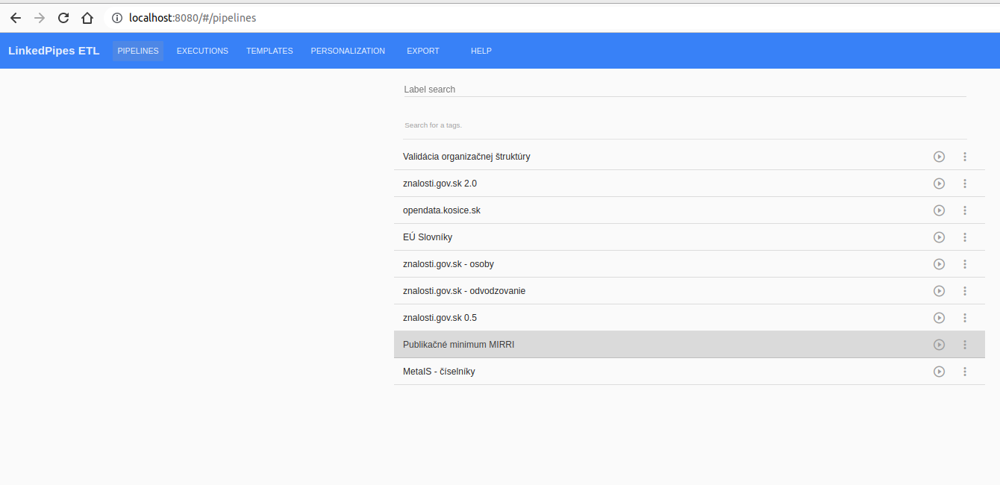 localhost:8080/#/pipelines
LinkedPipes ETL PIPELINES EXECUTIONS TEMPLATES PERSONALIZATION EXPORT HELP
Label search
Search for a tags.
Validácia organizačnej štruktúry
znalosti.gov.sk 2.0
opendata.kosice.sk
EÚ Slovníky
znalosti.gov.sk - osoby
znalosti.gov.sk - odvodzovanie
znalosti.gov.sk 0.5
Publikačné minimum MIRRI
MetaIS - číselníky